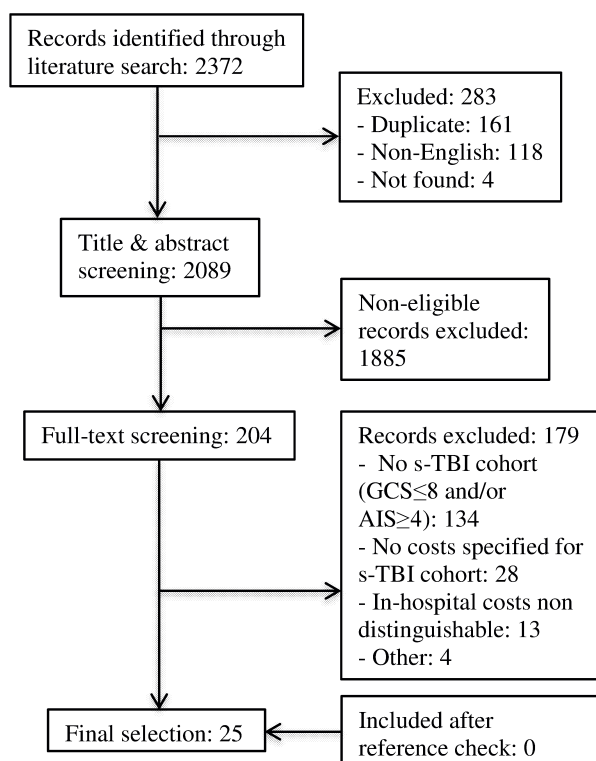 Records identified through
literature search: 2372
Excluded: 283
- Duplicate: 161
- Non-English: 118
- Not found: 4
Title & abstract
screening: 2089
Non-eligible
records excluded:
1885
Full-text screening: 204
Records excluded: 179
- No s-TBI cohort
(GCS≤8 and/or
AIS≥4): 134
- No costs specified for
s-TBI cohort: 28
- In-hospital costs non
distinguishable: 13
- Other: 4
Final selection: 25
Included after
reference check: 0